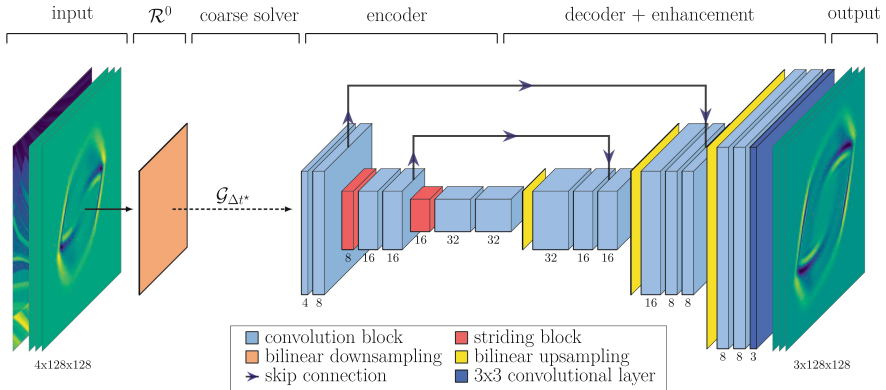 input
ℛ⁰
coarse solver
encoder
decoder + enhancement
output
𝒢Δt⋆
4 8
8 16 16
16 32 32
32 16 16
16 8 8
8 8 3
4x128x128
3x128x128
convolution block
striding block
bilinear downsampling
bilinear upsampling
skip connection
3x3 convolutional layer